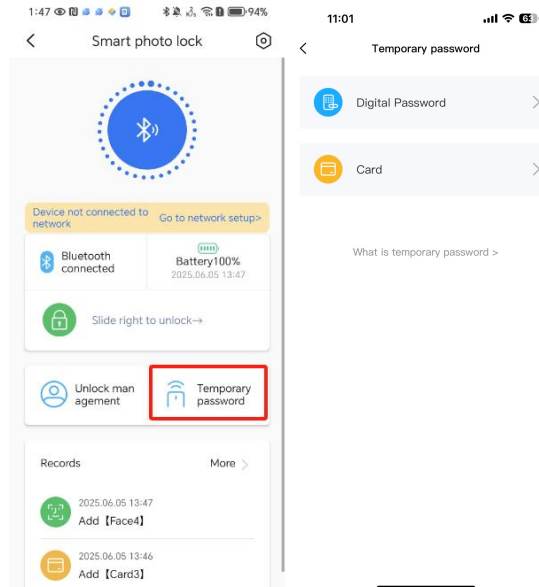 1:47
94%
Smart photo lock
Device not connected to
network
Go to network setup>
Bluetooth
connected
Battery100%
2025.06.05 13:47
Slide right to unlock→
Unlock man
agement
Temporary
password
Records
More >
2025.06.05 13:47
Add【Face4】
2025.06.05 13:46
Add【Card3】
11:01
63
Temporary password
Digital Password
Card
What is temporary password >